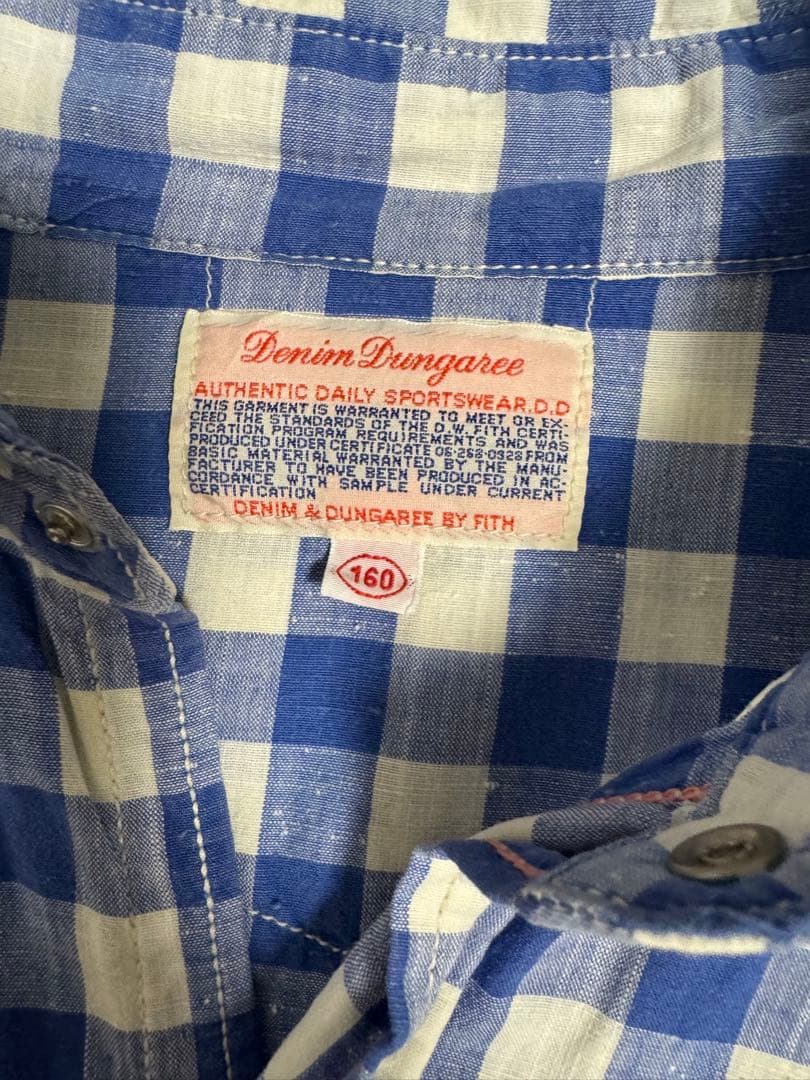 Denim Dungaree
AUTHENTIC DAILY SPORTSWEAR.D.D
THIS GARMENT IS WARRANTED TO MEET OR EX-
CEED THE STANDARDS OF THE D.W.FITH CERTI-
FICATION PROGRAM REQUIREMENTS AND WAS
PRODUCED UNDER CERTIFICATE 06-268-0328 FROM
BASIC MATERIAL WARRANTED BY THE MANU-
FACTURER TO HAVE BEEN PRODUCED IN AC-
CORDANCE WITH SAMPLE UNDER CURRENT
CERTIFICATION
DENIM & DUNGAREE BY FITH
160